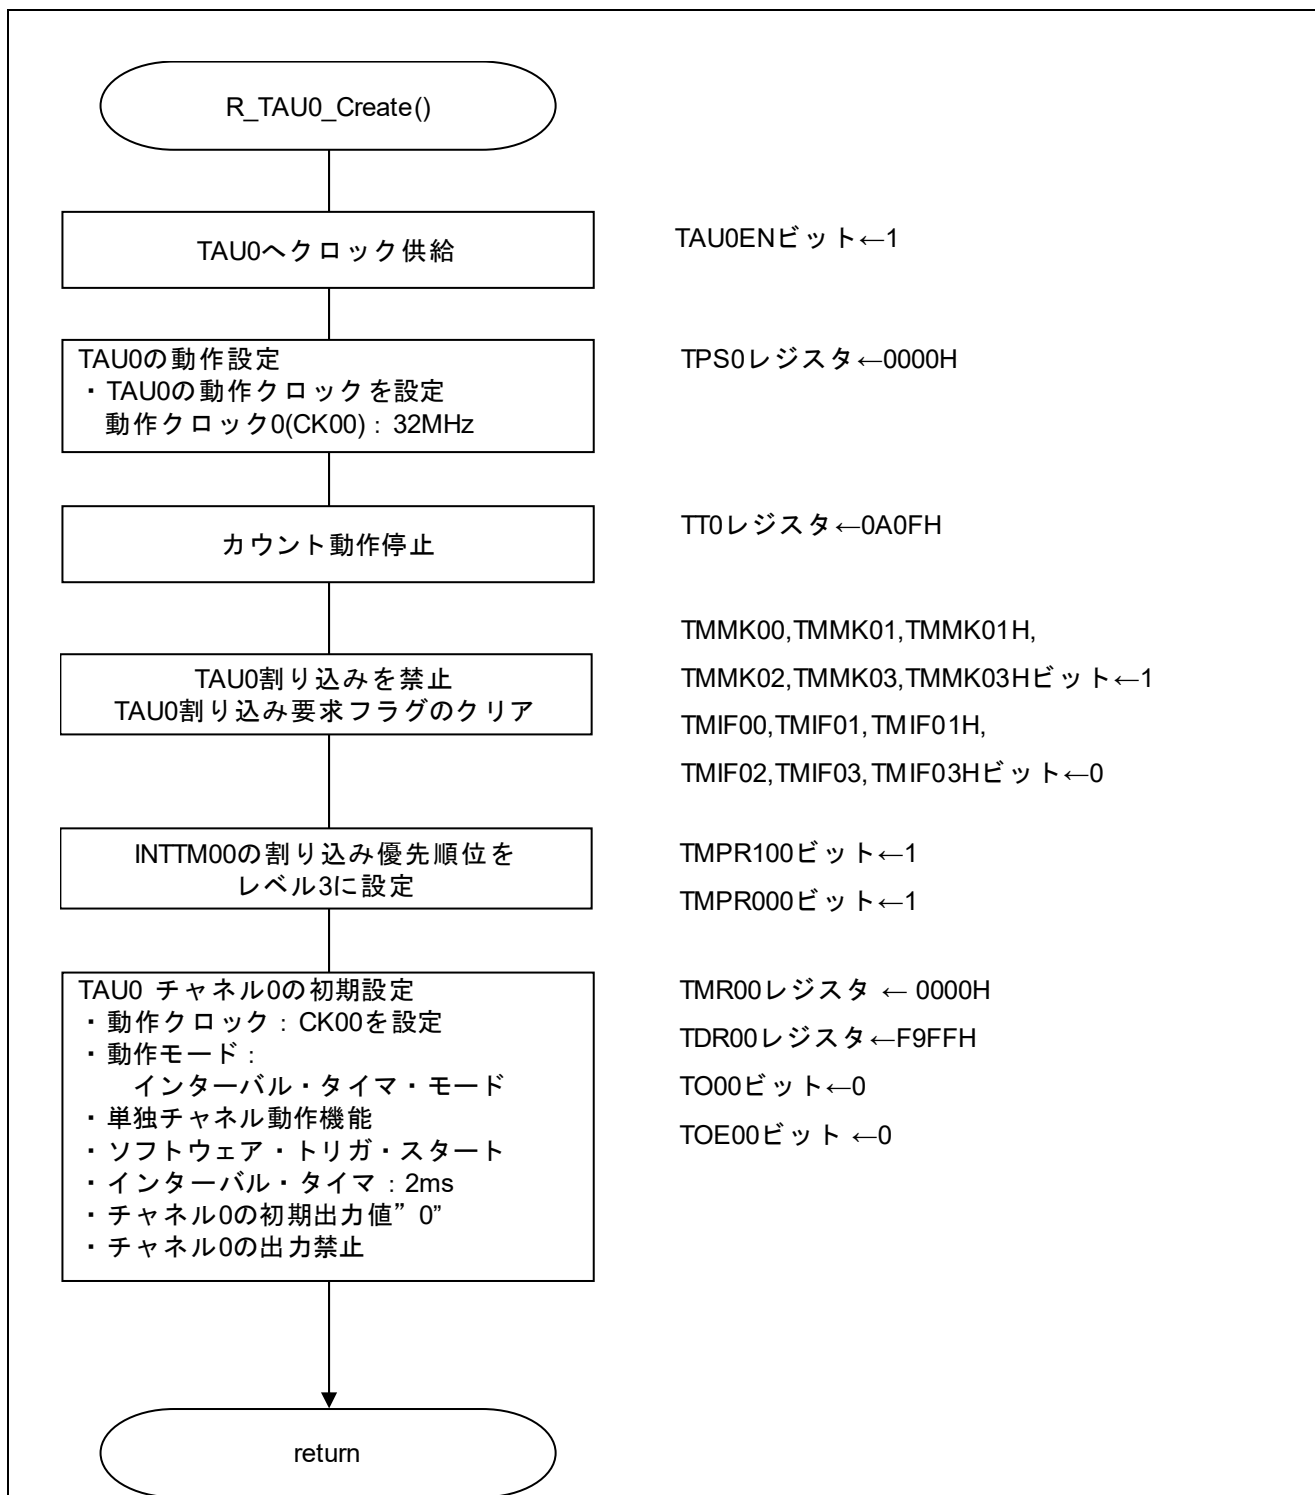 R_TAU0_Create()
TAU0へクロック供給
TAU0ENビット←1
TAU0の動作設定
・TAU0の動作クロックを設定
動作クロック0(CK00)：32MHz
TPS0レジスタ←0000H
カウント動作停止
TT0レジスタ←0A0FH
TAU0割り込みを禁止
TAU0割り込み要求フラグのクリア
TMMK00,TMMK01,TMMK01H,
TMMK02,TMMK03,TMMK03Hビット←1
TMIF00,TMIF01,TMIF01H,
TMIF02,TMIF03,TMIF03Hビット←0
INTTM00の割り込み優先順位を
レベル3に設定
TMPR100ビット←1
TMPR000ビット←1
TAU0 チャネル0の初期設定
・動作クロック：CK00を設定
・動作モード：
インターバル・タイマ・モード
・単独チャネル動作機能
・ソフトウェア・トリガ・スタート
・インターバル・タイマ：2ms
・チャネル0の初期出力値”0”
・チャネル0の出力禁止
TMR00レジスタ ← 0000H
TDR00レジスタ←F9FFH
TO00ビット←0
TOE00ビット ←0
return